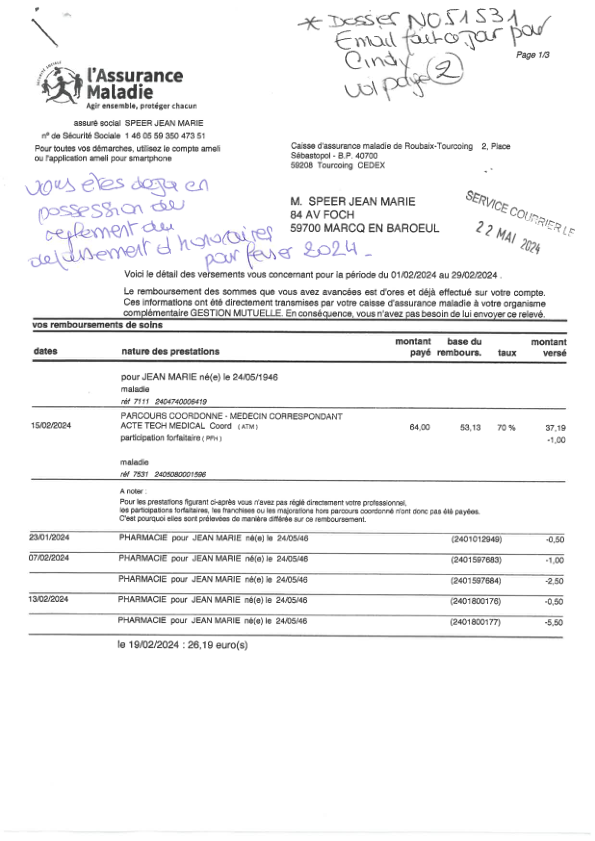 * Dossier N051531
Email fait ce jour par
Cindy
voir page 2
Page 1/3
SECURITE SOCIALE
l'Assurance
Maladie
Agir ensemble, protéger chacun
assuré social SPEER JEAN MARIE
n° de Sécurité Sociale 1 46 05 59 350 473 51
Pour toutes vos démarches, utilisez le compte ameli
ou l'application ameli pour smartphone
Caisse d'assurance maladie de Roubaix-Tourcoing 2, Place
Sébastopol - B.P. 40700
59208 Tourcoing CEDEX
vous êtes deja en
possession du
reglement du
depassement d'honoraires
par fevrier 2024 -
M. SPEER JEAN MARIE
84 AV FOCH
59700 MARCQ EN BAROEUL
SERVICE COURRIER LE
22 MAI 2024
Voici le détail des versements vous concernant pour la période du 01/02/2024 au 29/02/2024 .
Le remboursement des sommes que vous avez avancées est d'ores et déjà effectué sur votre compte.
Ces informations ont été directement transmises par votre caisse d'assurance maladie à votre organisme
complémentaire GESTION MUTUELLE. En conséquence, vous n'avez pas besoin de lui envoyer ce relevé.
vos remboursements de soins
dates nature des prestations montant payé base du rembours. taux montant versé
pour JEAN MARIE né(e) le 24/05/1946
maladie
réf 7111 2404740006419
PARCOURS COORDONNE - MEDECIN CORRESPONDANT
15/02/2024 ACTE TECH MEDICAL Coord (ATM) 64,00 53,13 70 % 37,19
participation forfaitaire (PFH) -1,00
maladie
réf 7531 2405080001596
A noter :
Pour les prestations figurant ci-après vous n'avez pas réglé directement votre professionnel,
les participations forfaitaires, les franchises ou les majorations hors parcours coordonné n'ont donc pas été payées.
C'est pourquoi elles sont prélevées de manière différée sur ce remboursement.
23/01/2024 PHARMACIE pour JEAN MARIE né(e) le 24/05/46 (2401012949) -0,50
07/02/2024 PHARMACIE pour JEAN MARIE né(e) le 24/05/46 (2401597683) -1,00
PHARMACIE pour JEAN MARIE né(e) le 24/05/46 (2401597684) -2,50
13/02/2024 PHARMACIE pour JEAN MARIE né(e) le 24/05/46 (2401800176) -0,50
PHARMACIE pour JEAN MARIE né(e) le 24/05/46 (2401800177) -5,50
le 19/02/2024 : 26,19 euro(s)